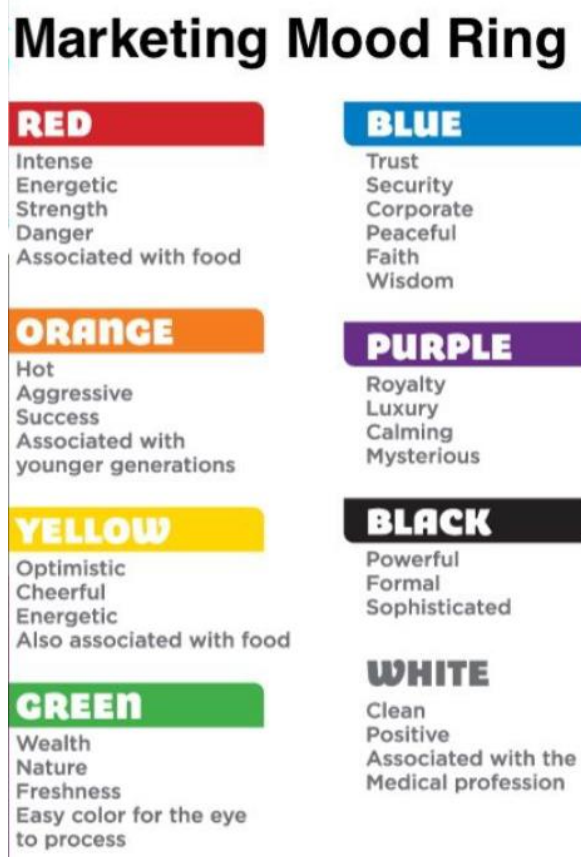 Marketing Mood Ring
RED
Intense
Energetic
Strength
Danger
Associated with food
ORANGE
Hot
Aggressive
Success
Associated with
younger generations
YELLOW
Optimistic
Cheerful
Energetic
Also associated with food
GREEN
Wealth
Nature
Freshness
Easy color for the eye
to process
BLUE
Trust
Security
Corporate
Peaceful
Faith
Wisdom
PURPLE
Royalty
Luxury
Calming
Mysterious
BLACK
Powerful
Formal
Sophisticated
WHITE
Clean
Positive
Associated with the
Medical profession